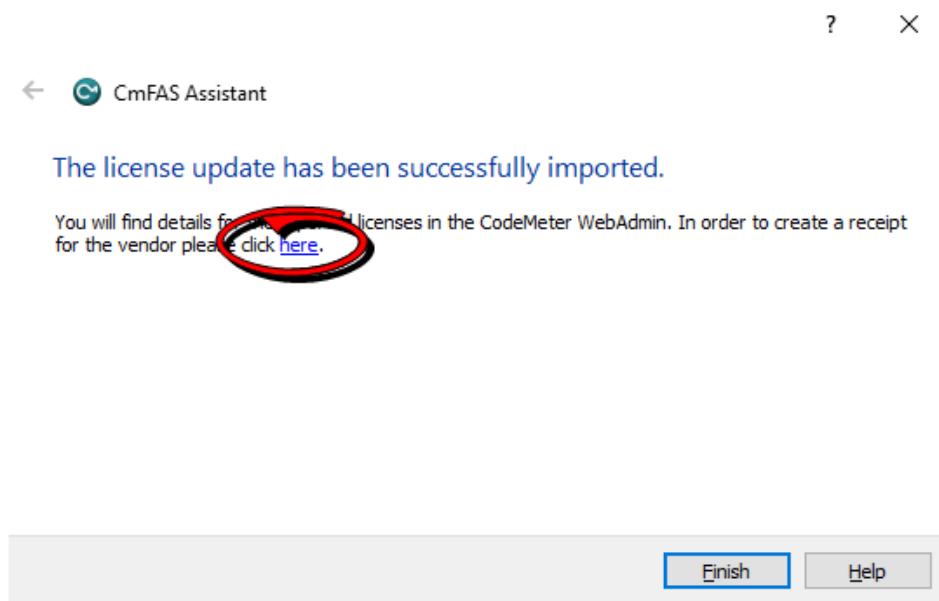 ?
CmFAS Assistant
The license update has been successfully imported.
You will find details licenses in the CodeMeter WebAdmin. In order to create a receipt
for the vendor please click here.
Finish Help